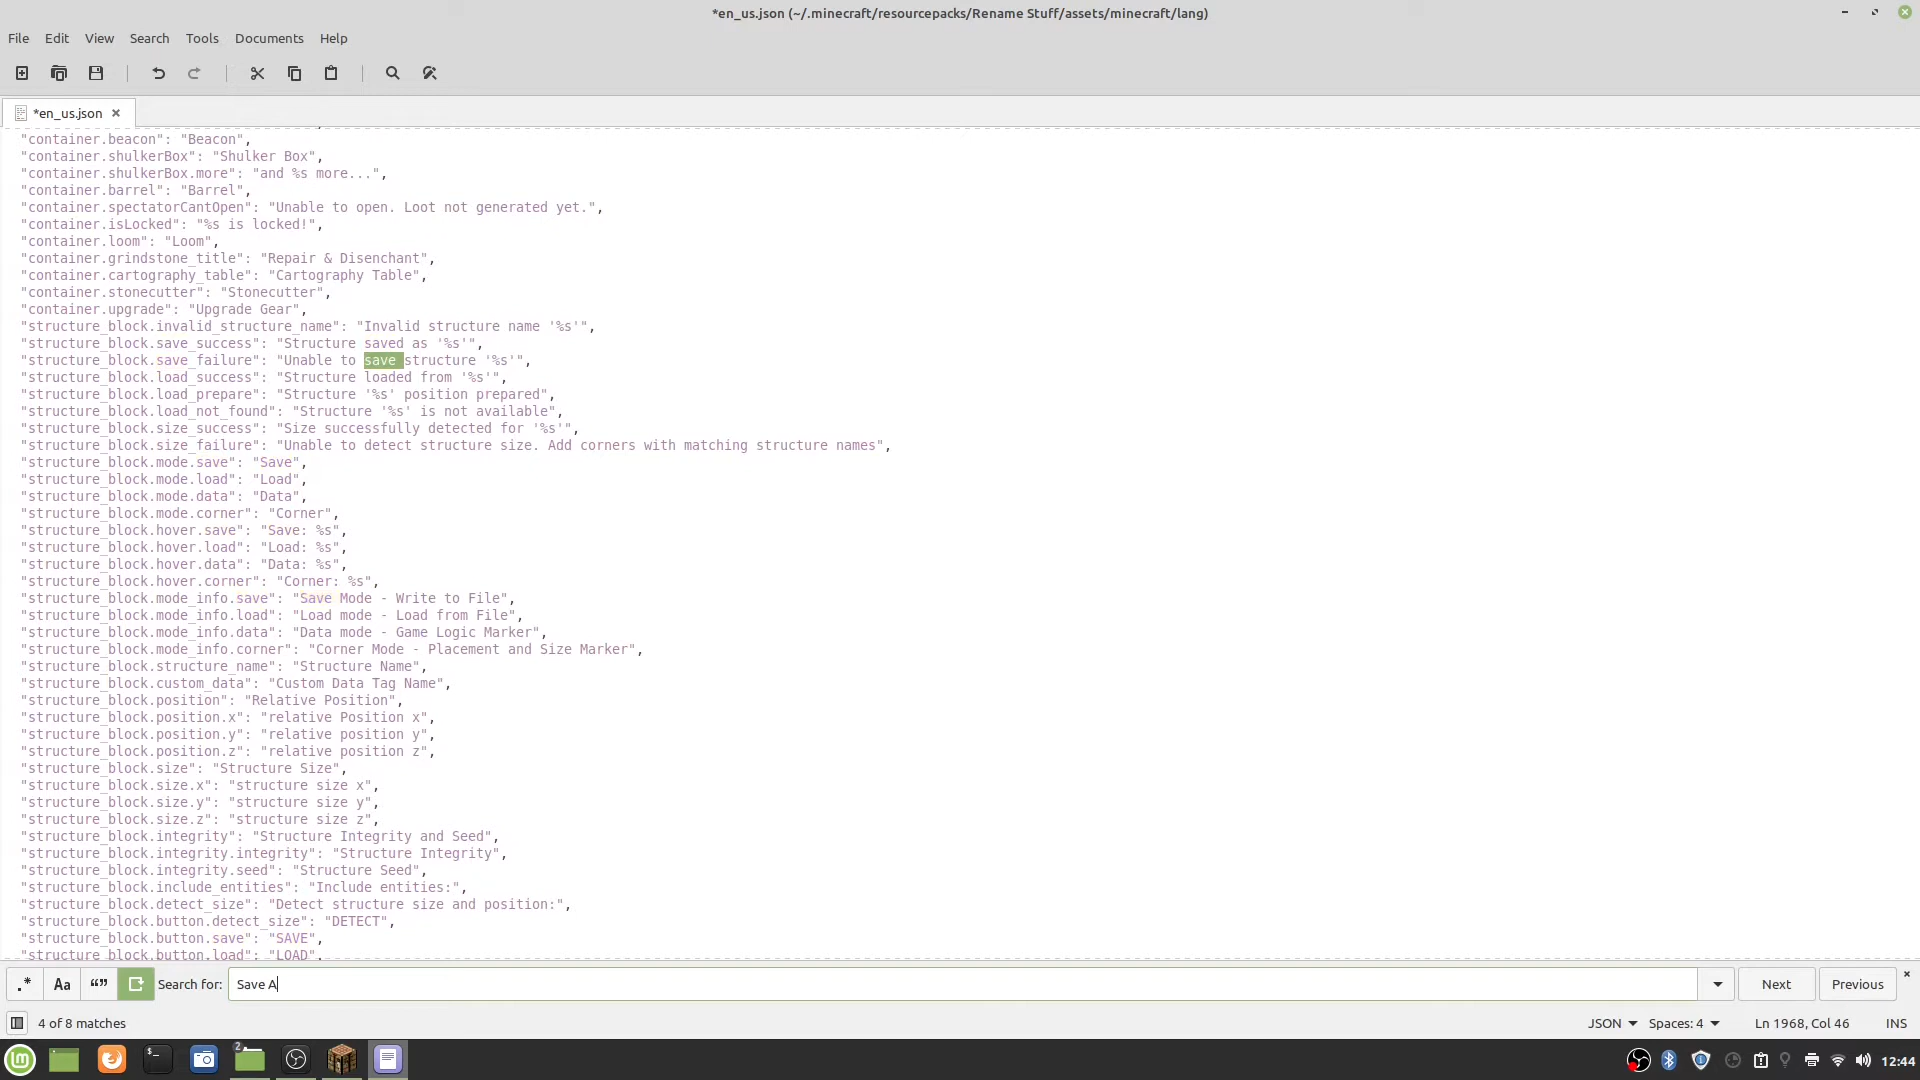 *en_us.json (~/.minecraft/resourcepacks/Rename Stuff/assets/minecraft/lang)
File Edit View Search Tools Documents Help
*en_us.json
"container.beacon": "Beacon",
"container.shulkerBox": "Shulker Box",
"container.shulkerBox.more": "and %s more...",
"container.barrel": "Barrel",
"container.spectatorCantOpen": "Unable to open. Loot not generated yet.",
"container.isLocked": "%s is locked!",
"container.loom": "Loom",
"container.grindstone_title": "Repair & Disenchant",
"container.cartography_table": "Cartography Table",
"container.stonecutter": "Stonecutter",
"container.upgrade": "Upgrade Gear",
"structure_block.invalid_structure_name": "Invalid structure name '%s'",
"structure_block.save_success": "Structure saved as '%s'",
"structure_block.save_failure": "Unable to save structure '%s'",
"structure_block.load_success": "Structure loaded from '%s'",
"structure_block.load_prepare": "Structure '%s' position prepared",
"structure_block.load_not_found": "Structure '%s' is not available",
"structure_block.size_success": "Size successfully detected for '%s'",
"structure_block.size_failure": "Unable to detect structure size. Add corners with matching structure names",
"structure_block.mode.save": "Save",
"structure_block.mode.load": "Load",
"structure_block.mode.data": "Data",
"structure_block.mode.corner": "Corner",
"structure_block.hover.save": "Save: %s",
"structure_block.hover.load": "Load: %s",
"structure_block.hover.data": "Data: %s",
"structure_block.hover.corner": "Corner: %s",
"structure_block.mode_info.save": "Save Mode - Write to File",
"structure_block.mode_info.load": "Load mode - Load from File",
"structure_block.mode_info.data": "Data mode - Game Logic Marker",
"structure_block.mode_info.corner": "Corner Mode - Placement and Size Marker",
"structure_block.structure_name": "Structure Name",
"structure_block.custom_data": "Custom Data Tag Name",
"structure_block.position": "Relative Position",
"structure_block.position.x": "relative Position x",
"structure_block.position.y": "relative position y",
"structure_block.position.z": "relative position z",
"structure_block.size": "Structure Size",
"structure_block.size.x": "structure size x",
"structure_block.size.y": "structure size y",
"structure_block.size.z": "structure size z",
"structure_block.integrity": "Structure Integrity and Seed",
"structure_block.integrity.integrity": "Structure Integrity",
"structure_block.integrity.seed": "Structure Seed",
"structure_block.include_entities": "Include entities:",
"structure_block.detect_size": "Detect structure size and position:",
"structure_block.button.detect_size": "DETECT",
"structure_block.button.save": "SAVE",
"structure_block.button.load": "LOAD",
.* Aa “” Search for: Save A Next Previous
4 of 8 matches JSON Spaces: 4 Ln 1968, Col 46 INS
2 12:44